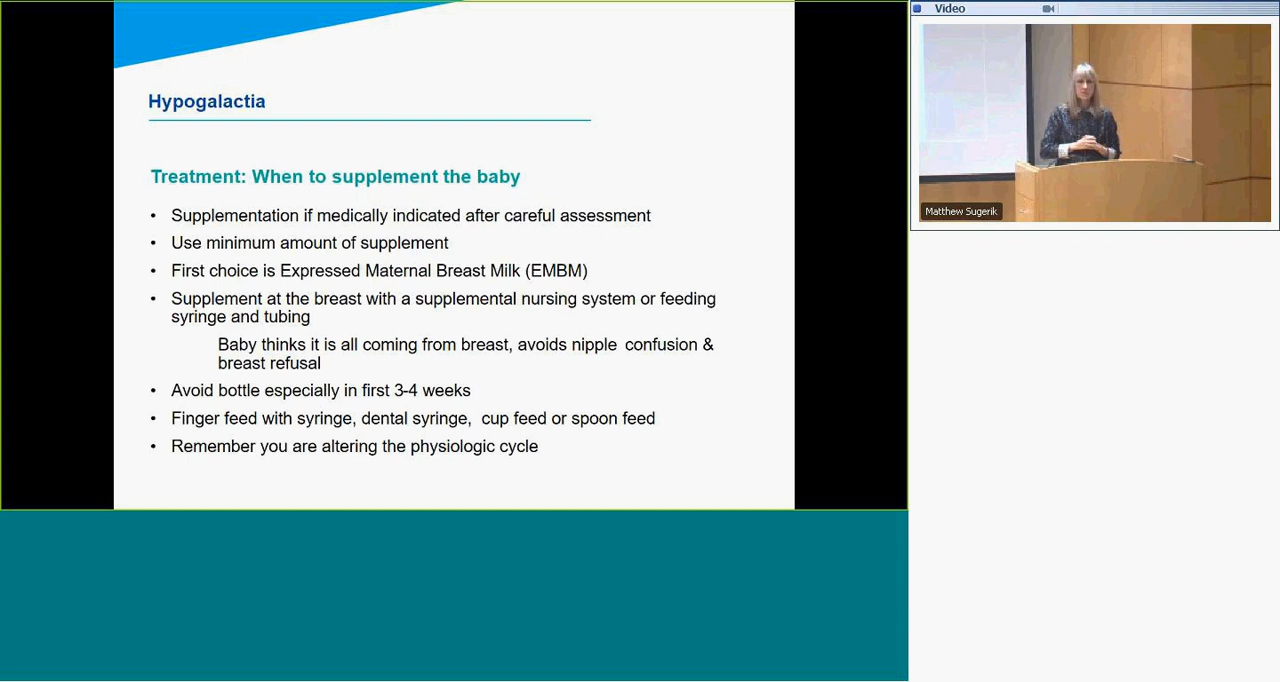 Hypogalactia
Treatment: When to supplement the baby
• Supplementation if medically indicated after careful assessment
• Use minimum amount of supplement
• First choice is Expressed Maternal Breast Milk (EMBM)
• Supplement at the breast with a supplemental nursing system or feeding
syringe and tubing
Baby thinks it is all coming from breast, avoids nipple confusion &
breast refusal
• Avoid bottle especially in first 3-4 weeks
• Finger feed with syringe, dental syringe, cup feed or spoon feed
• Remember you are altering the physiologic cycle
Video
Matthew Sugerik